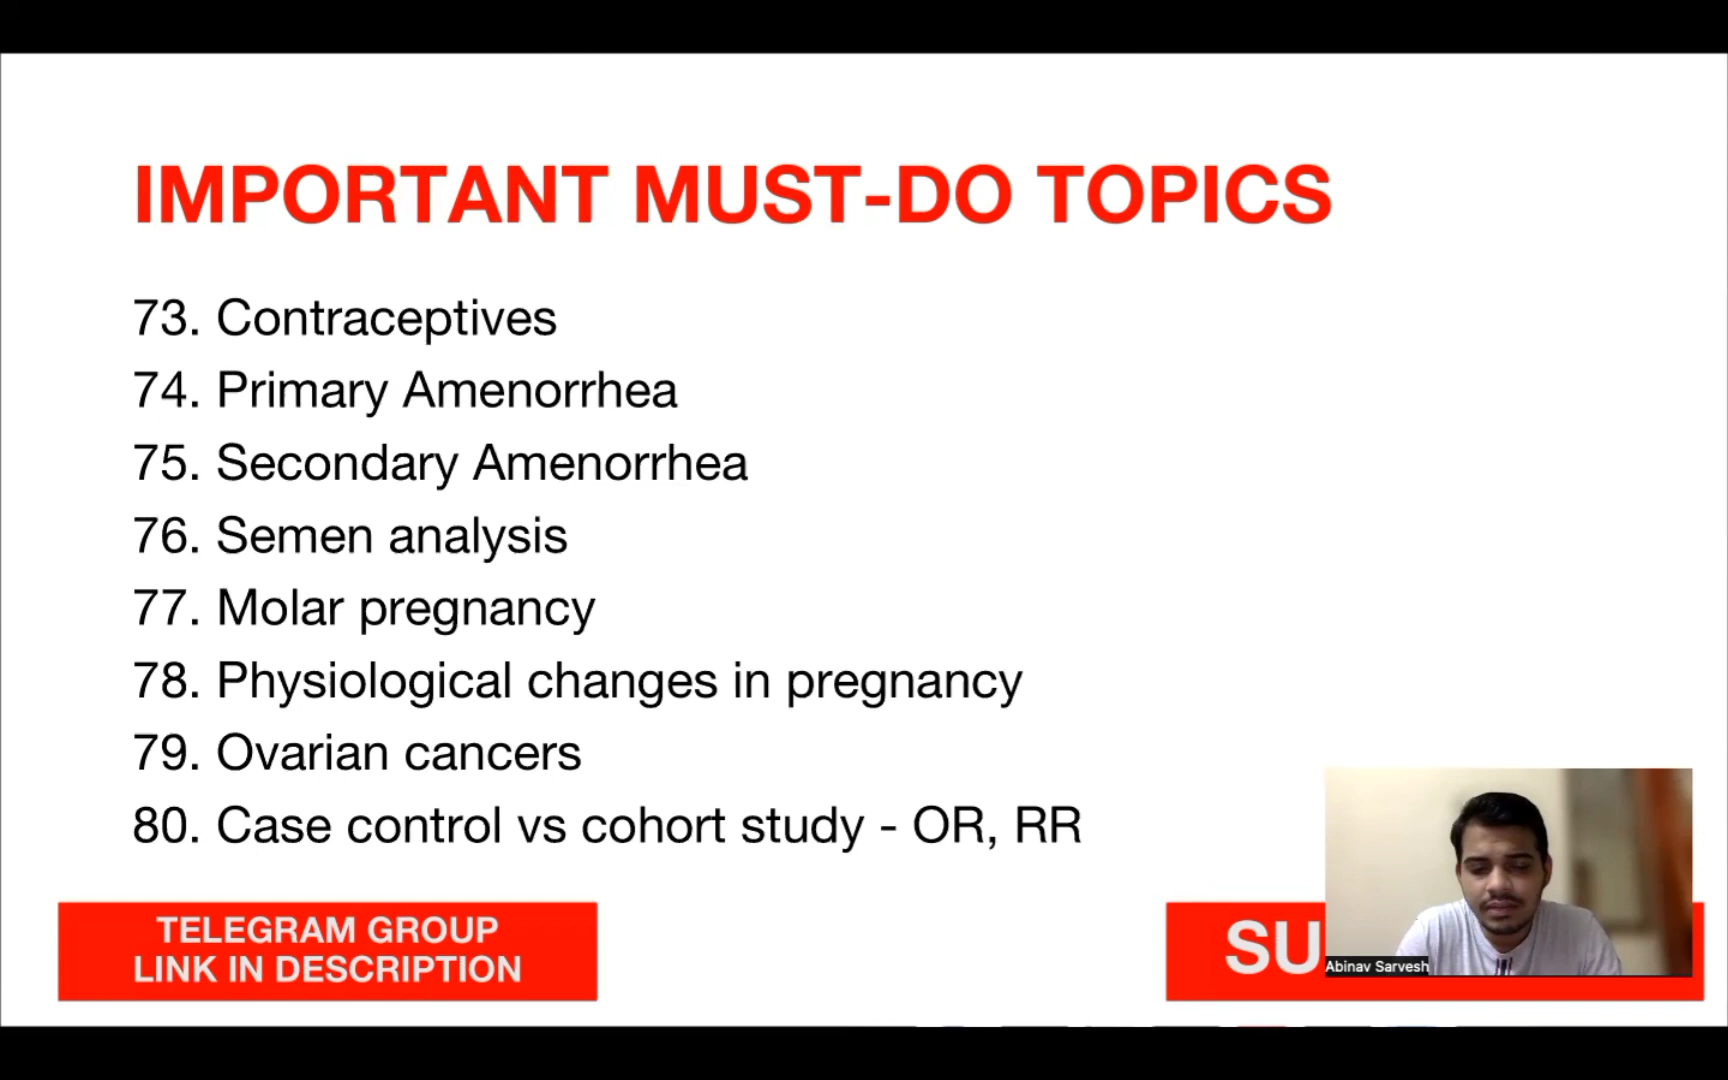 IMPORTANT MUST-DO TOPICS
73. Contraceptives
74. Primary Amenorrhea
75. Secondary Amenorrhea
76. Semen analysis
77. Molar pregnancy
78. Physiological changes in pregnancy
79. Ovarian cancers
80. Case control vs cohort study - OR, RR
TELEGRAM GROUP
LINK IN DESCRIPTION
SU
Abinav Sarvesh